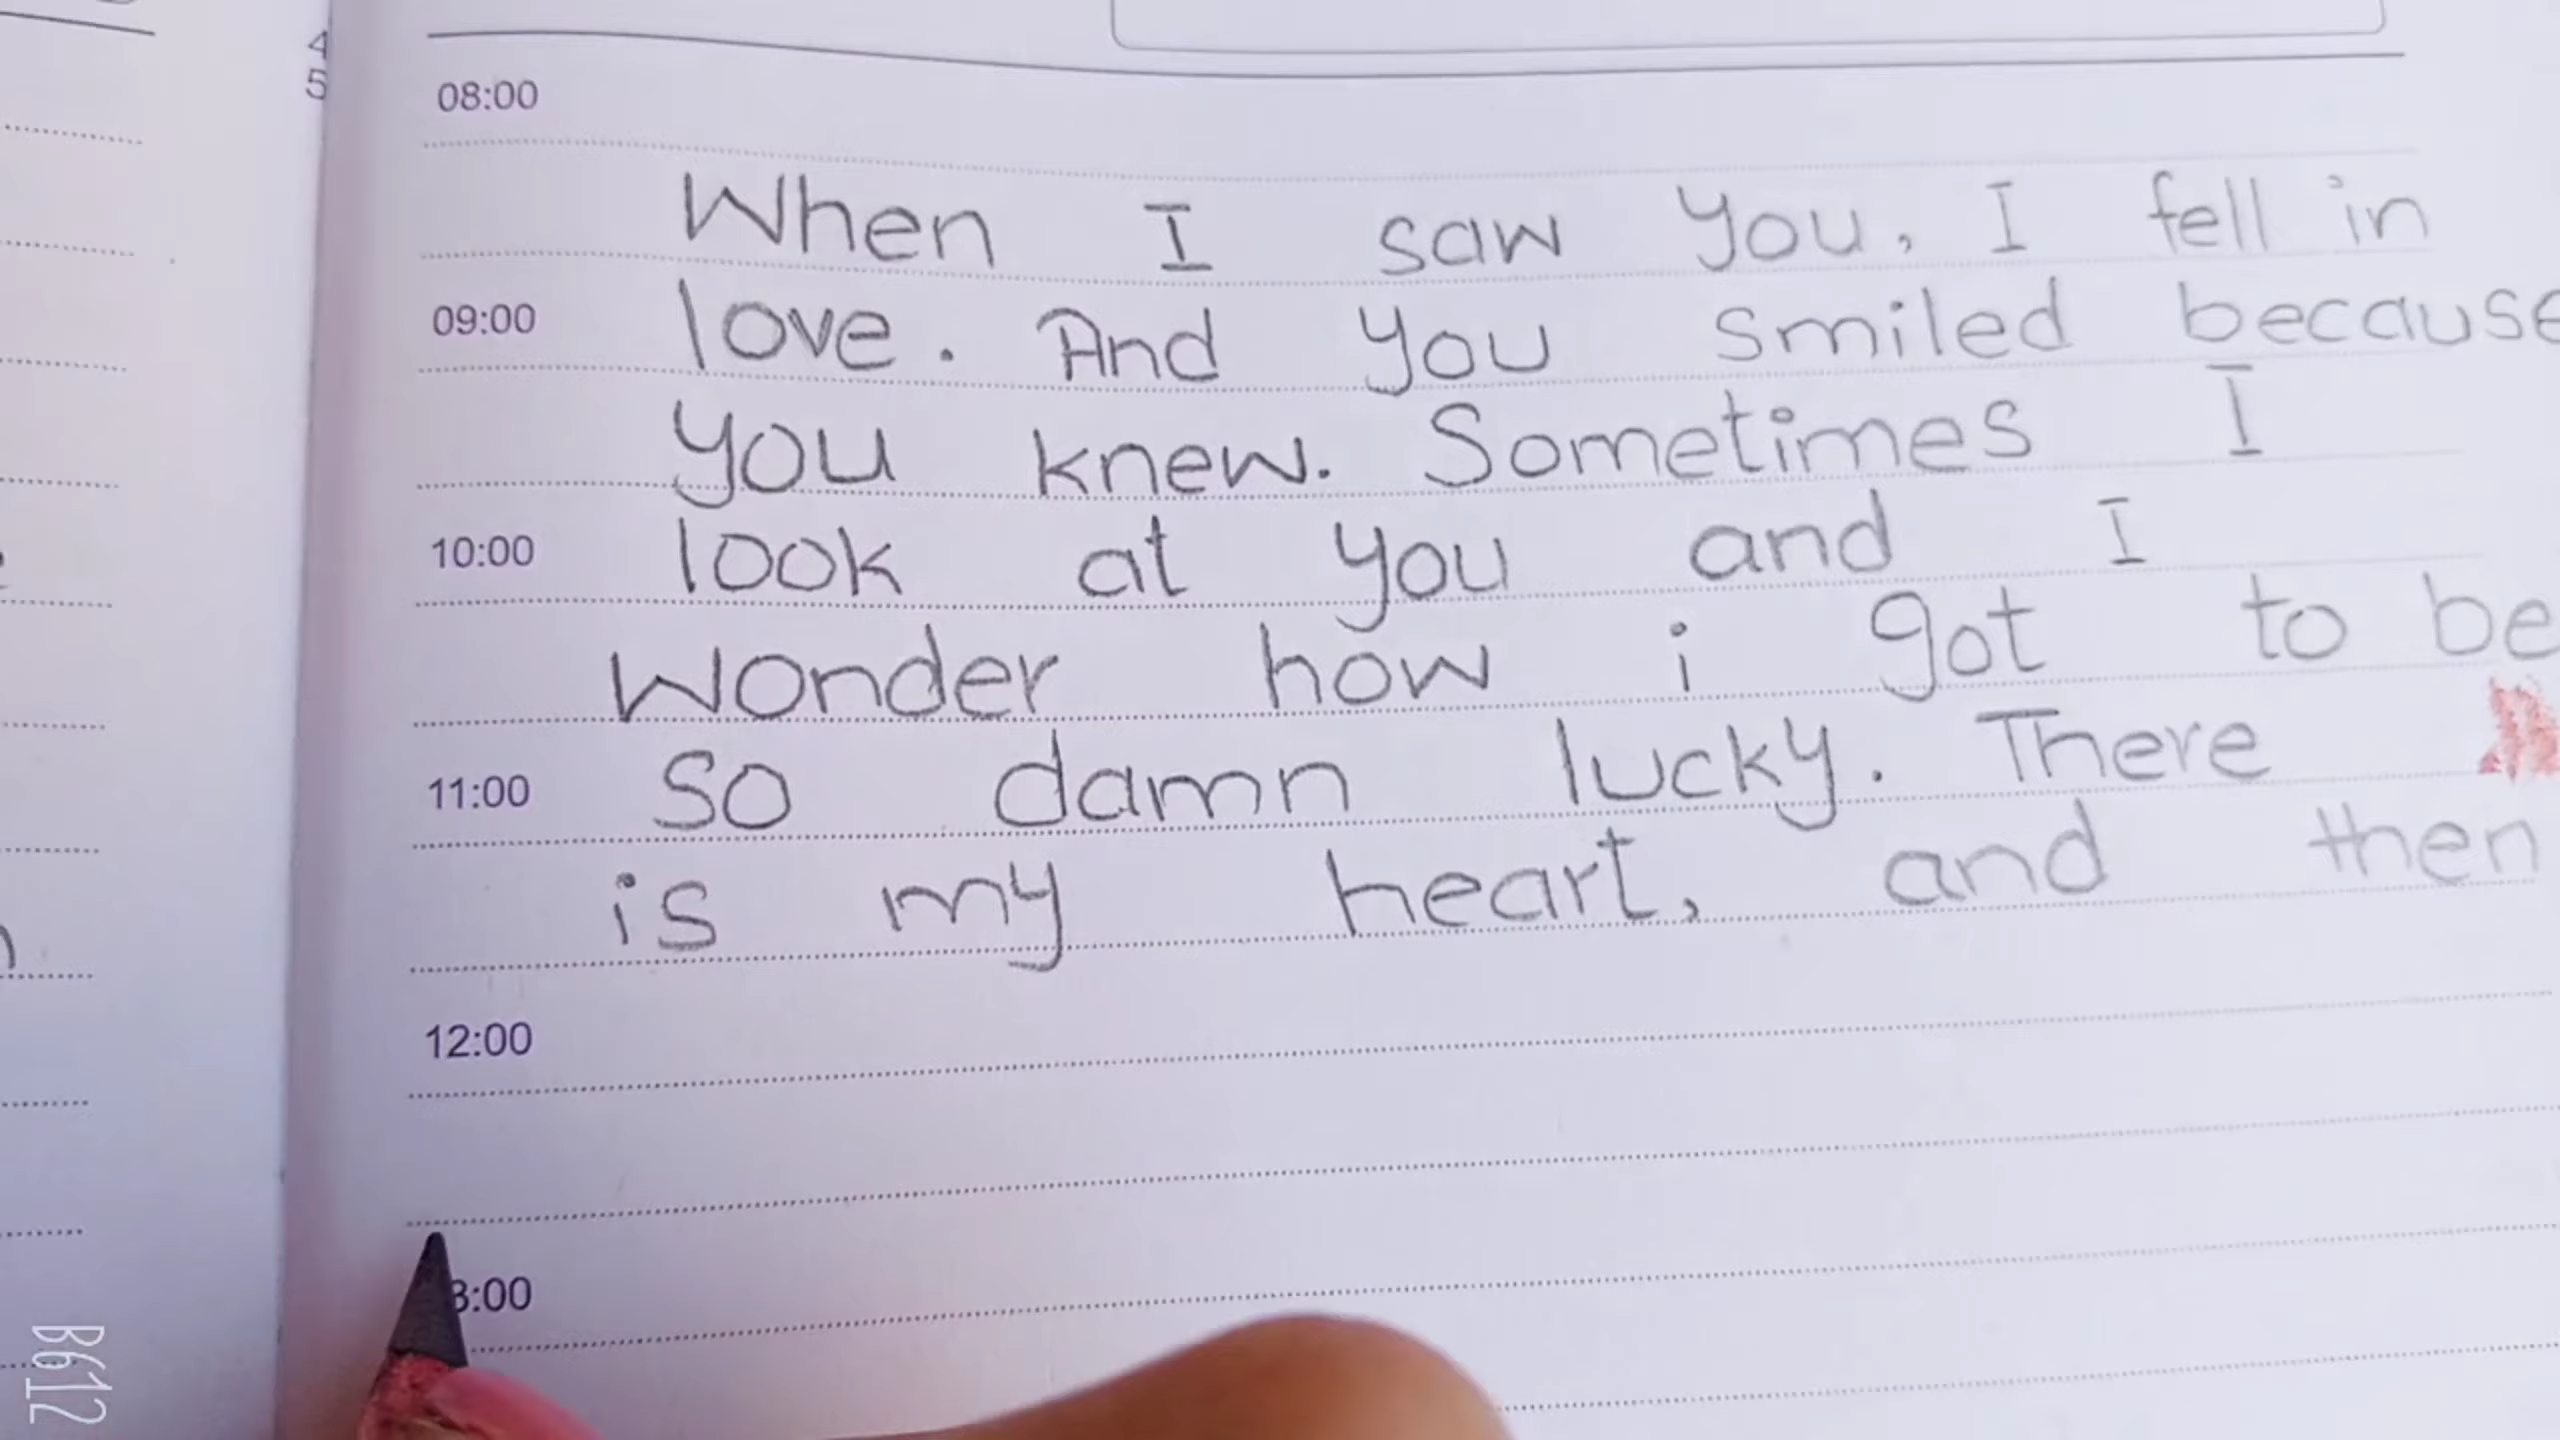 4
5
08:00
When I saw you, I fell in
09:00
love. And you smiled because
you knew. Sometimes I
10:00
look at you and I
wonder how i got to be
11:00
so damn lucky. There
is my heart, and then
12:00
3:00
B612